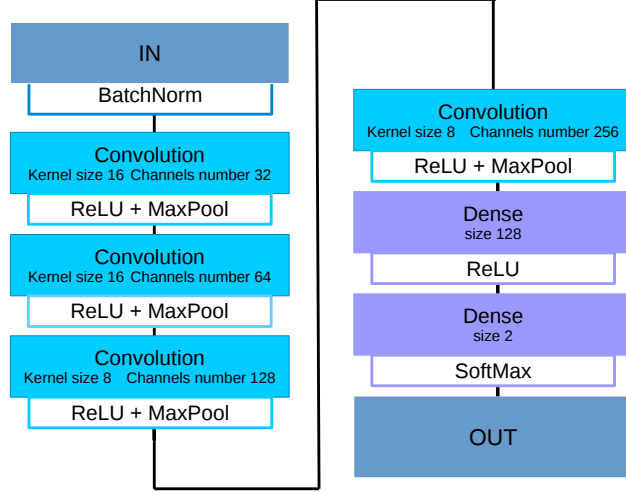 IN
BatchNorm
Convolution
Kernel size 16 Channels number 32
ReLU + MaxPool
Convolution
Kernel size 16 Channels number 64
ReLU + MaxPool
Convolution
Kernel size 8 Channels number 128
ReLU + MaxPool
Convolution
Kernel size 8 Channels number 256
ReLU + MaxPool
Dense
size 128
ReLU
Dense
size 2
SoftMax
OUT